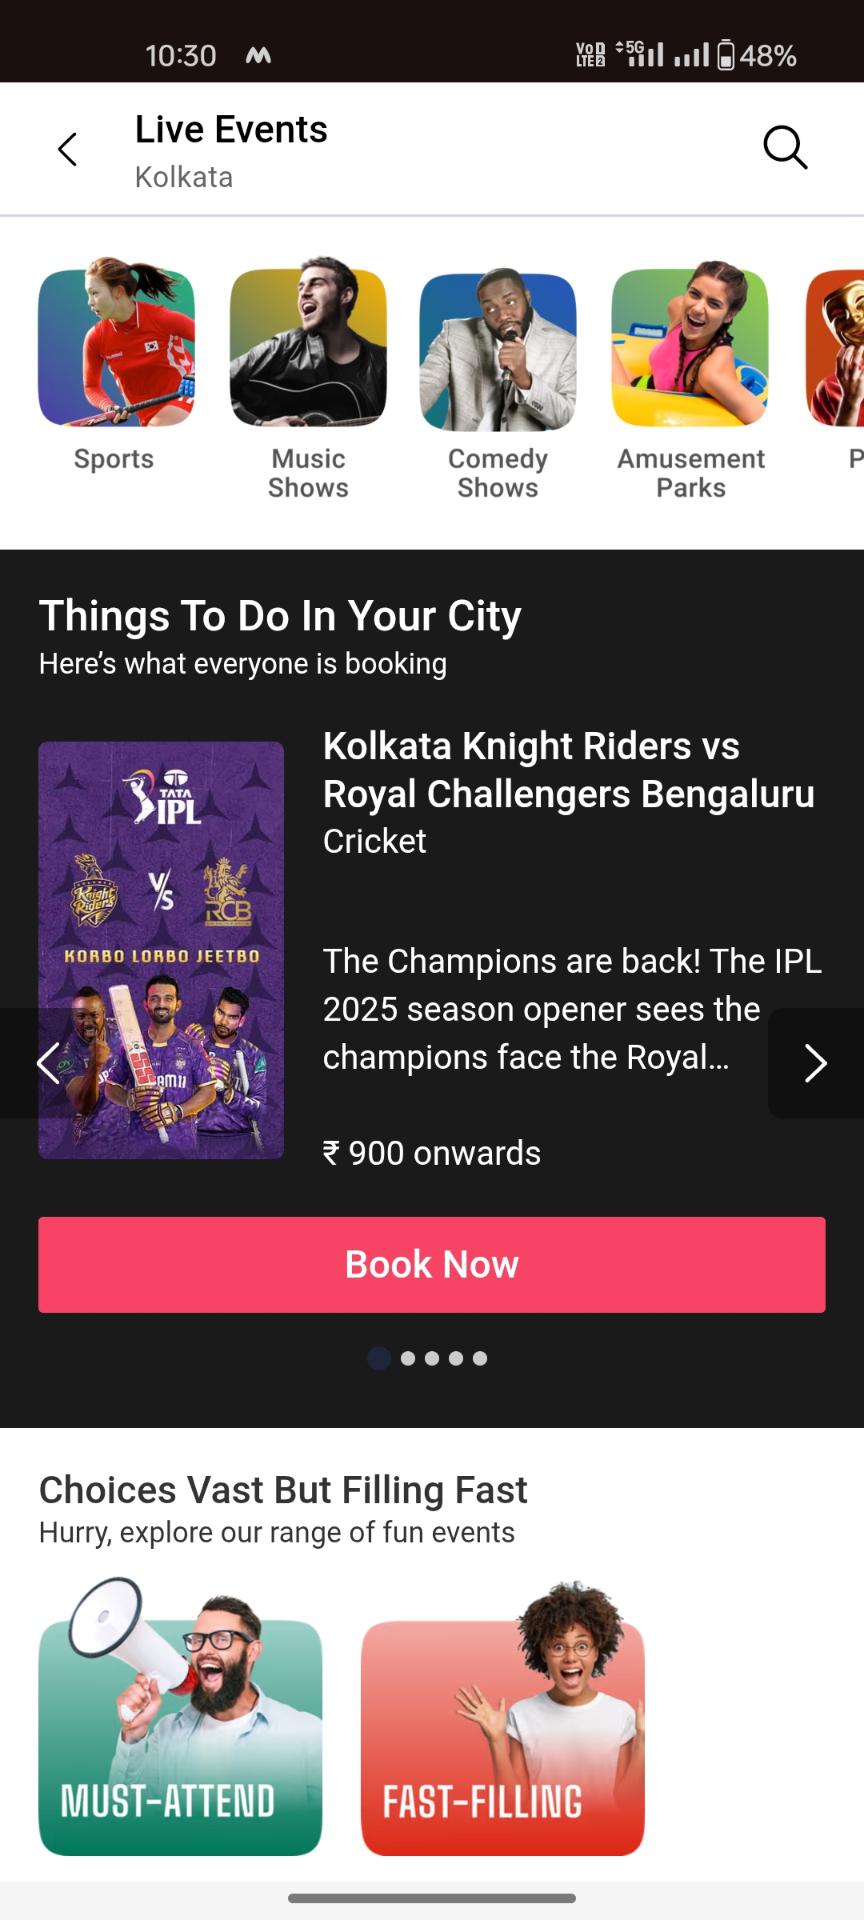 10:30
Vo LTE2
5G
48%
Live Events
Kolkata
Sports
Music
Shows
Comedy
Shows
Amusement
Parks
P
Things To Do In Your City
Here's what everyone is booking
TATA
IPL
Knight
Riders
V/S
RCB
KORBO LORBO JEETBO
Kolkata Knight Riders vs
Royal Challengers Bengaluru
Cricket
The Champions are back! The IPL
2025 season opener sees the
champions face the Royal...
₹ 900 onwards
Book Now
Choices Vast But Filling Fast
Hurry, explore our range of fun events
MUST-ATTEND
FAST-FILLING